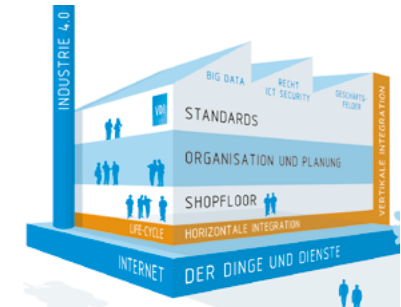 INDUSTRIE 4.0
BIG DATA
RECHT
ICT SECURITY
GESCHÄFTS-
FELDER
VDI
STANDARDS
ORGANISATION UND PLANUNG
SHOPFLOOR
VERTIKALE INTEGRATION
LIFE-CYCLE
HORIZONTALE INTEGRATION
INTERNET
DER DINGE UND DIENSTE